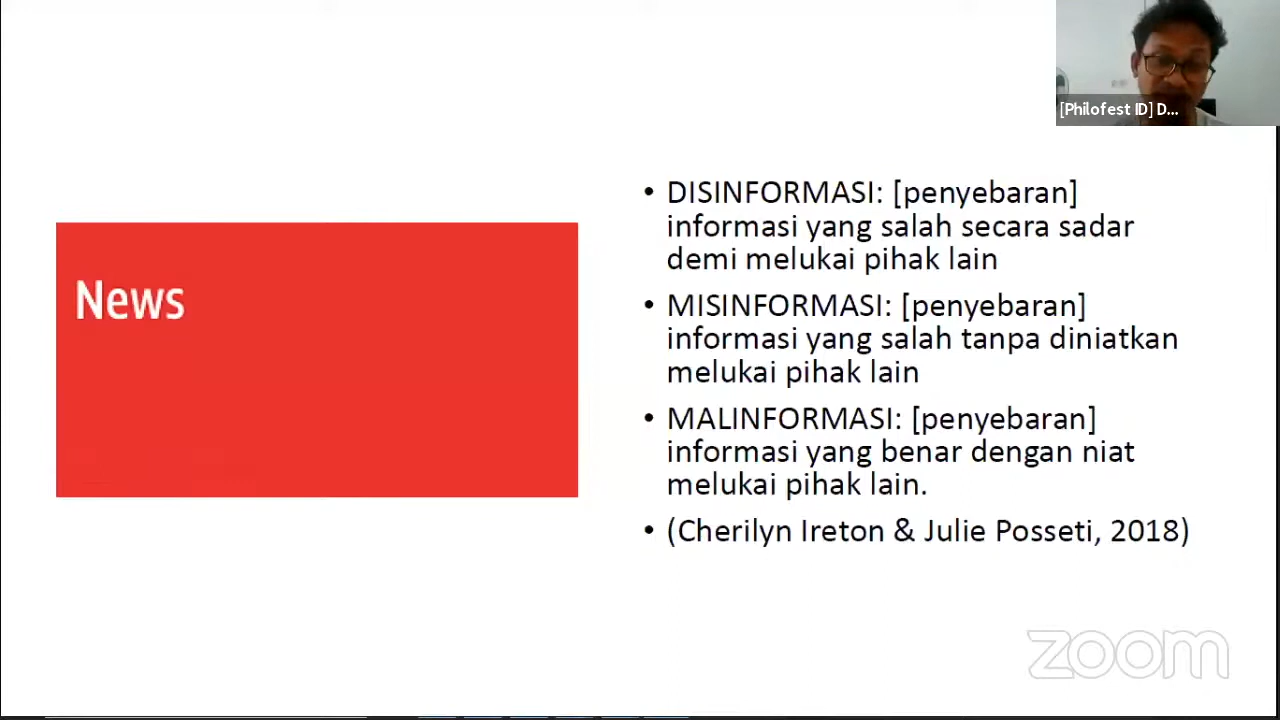 [Philofest ID] D...
News
• DISINFORMASI: [penyebaran]
informasi yang salah secara sadar
demi melukai pihak lain
• MISINFORMASI: [penyebaran]
informasi yang salah tanpa diniatkan
melukai pihak lain
• MALINFORMASI: [penyebaran]
informasi yang benar dengan niat
melukai pihak lain.
• (Cherilyn Ireton & Julie Posseti, 2018)
zoom